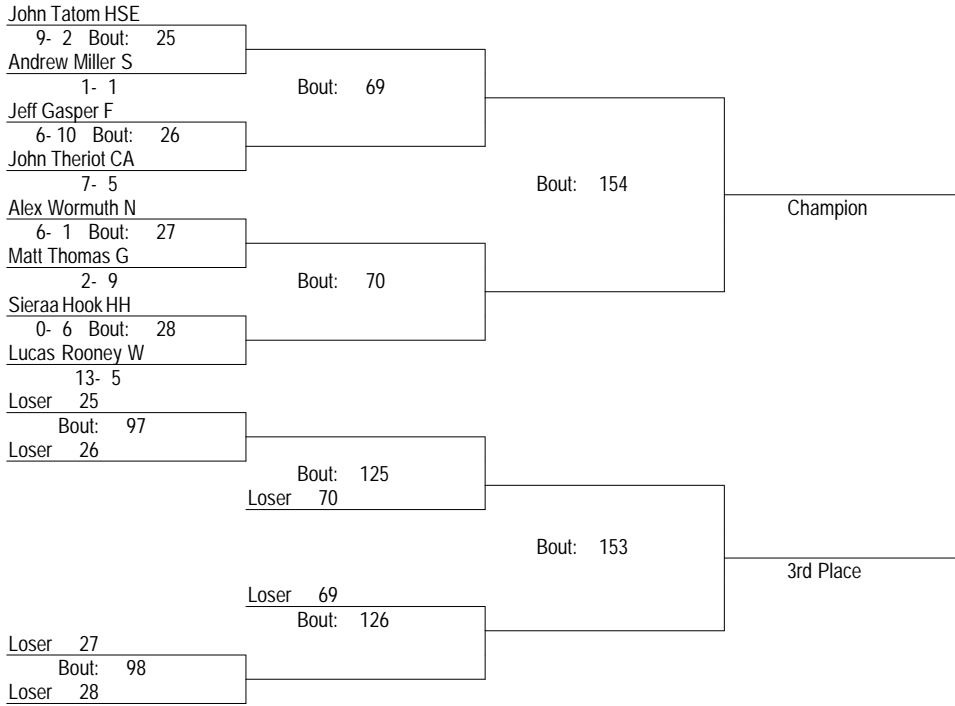 John Tatom HSE
9- 2 Bout: 25
Andrew Miller S
1- 1
Bout: 69
Jeff Gasper F
6- 10 Bout: 26
John Theriot CA
7- 5
Bout: 154
Alex Wormuth N
Champion
6- 1 Bout: 27
Matt Thomas G
2- 9
Bout: 70
Sieraa Hook HH
0- 6 Bout: 28
Lucas Rooney W
13- 5
Loser 25
Bout: 97
Loser 26
Bout: 125
Loser 70
Bout: 153
3rd Place
Loser 69
Bout: 126
Loser 27
Bout: 98
Loser 28